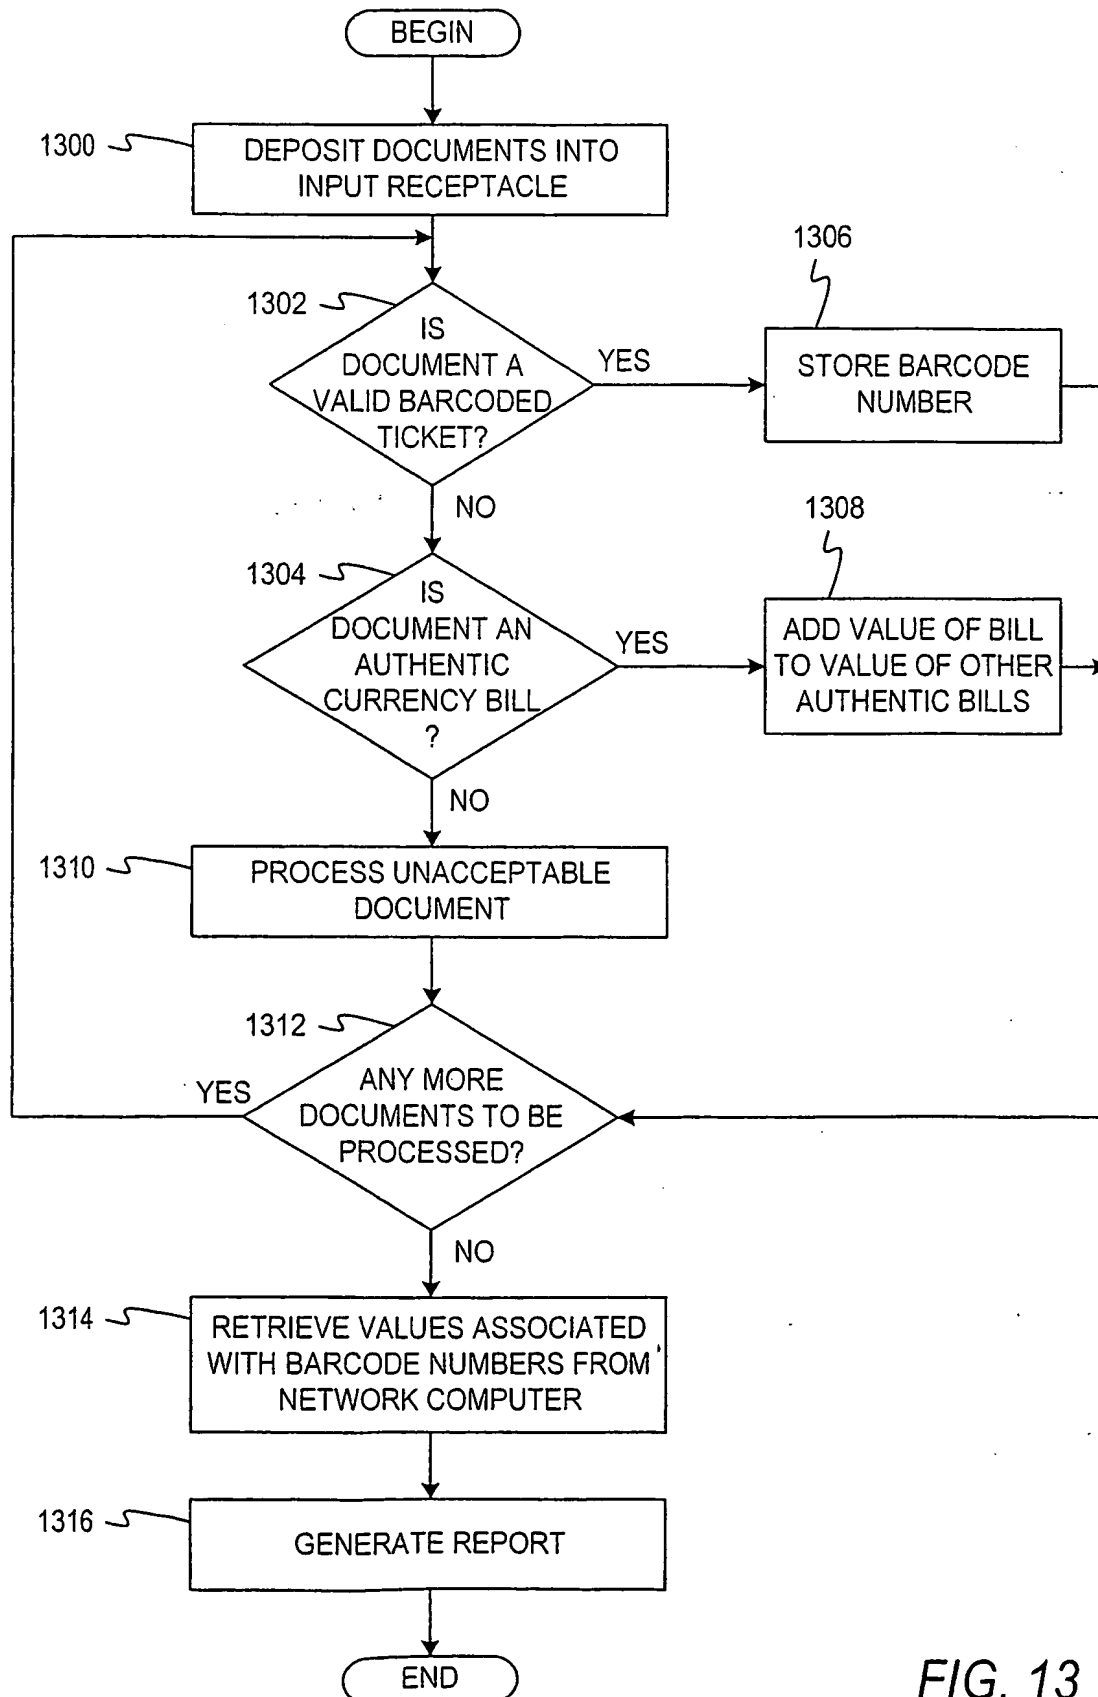 BEGIN
1300
DEPOSIT DOCUMENTS INTO
INPUT RECEPTACLE
1302
IS
DOCUMENT A
VALID BARCODED
TICKET?
YES
1306
STORE BARCODE
NUMBER
NO
1304
IS
DOCUMENT AN
AUTHENTIC
CURRENCY BILL
?
YES
1308
ADD VALUE OF BILL
TO VALUE OF OTHER
AUTHENTIC BILLS
NO
1310
PROCESS UNACCEPTABLE
DOCUMENT
1312
YES
ANY MORE
DOCUMENTS TO BE
PROCESSED?
NO
1314
RETRIEVE VALUES ASSOCIATED
WITH BARCODE NUMBERS FROM
NETWORK COMPUTER
1316
GENERATE REPORT
END
FIG. 13